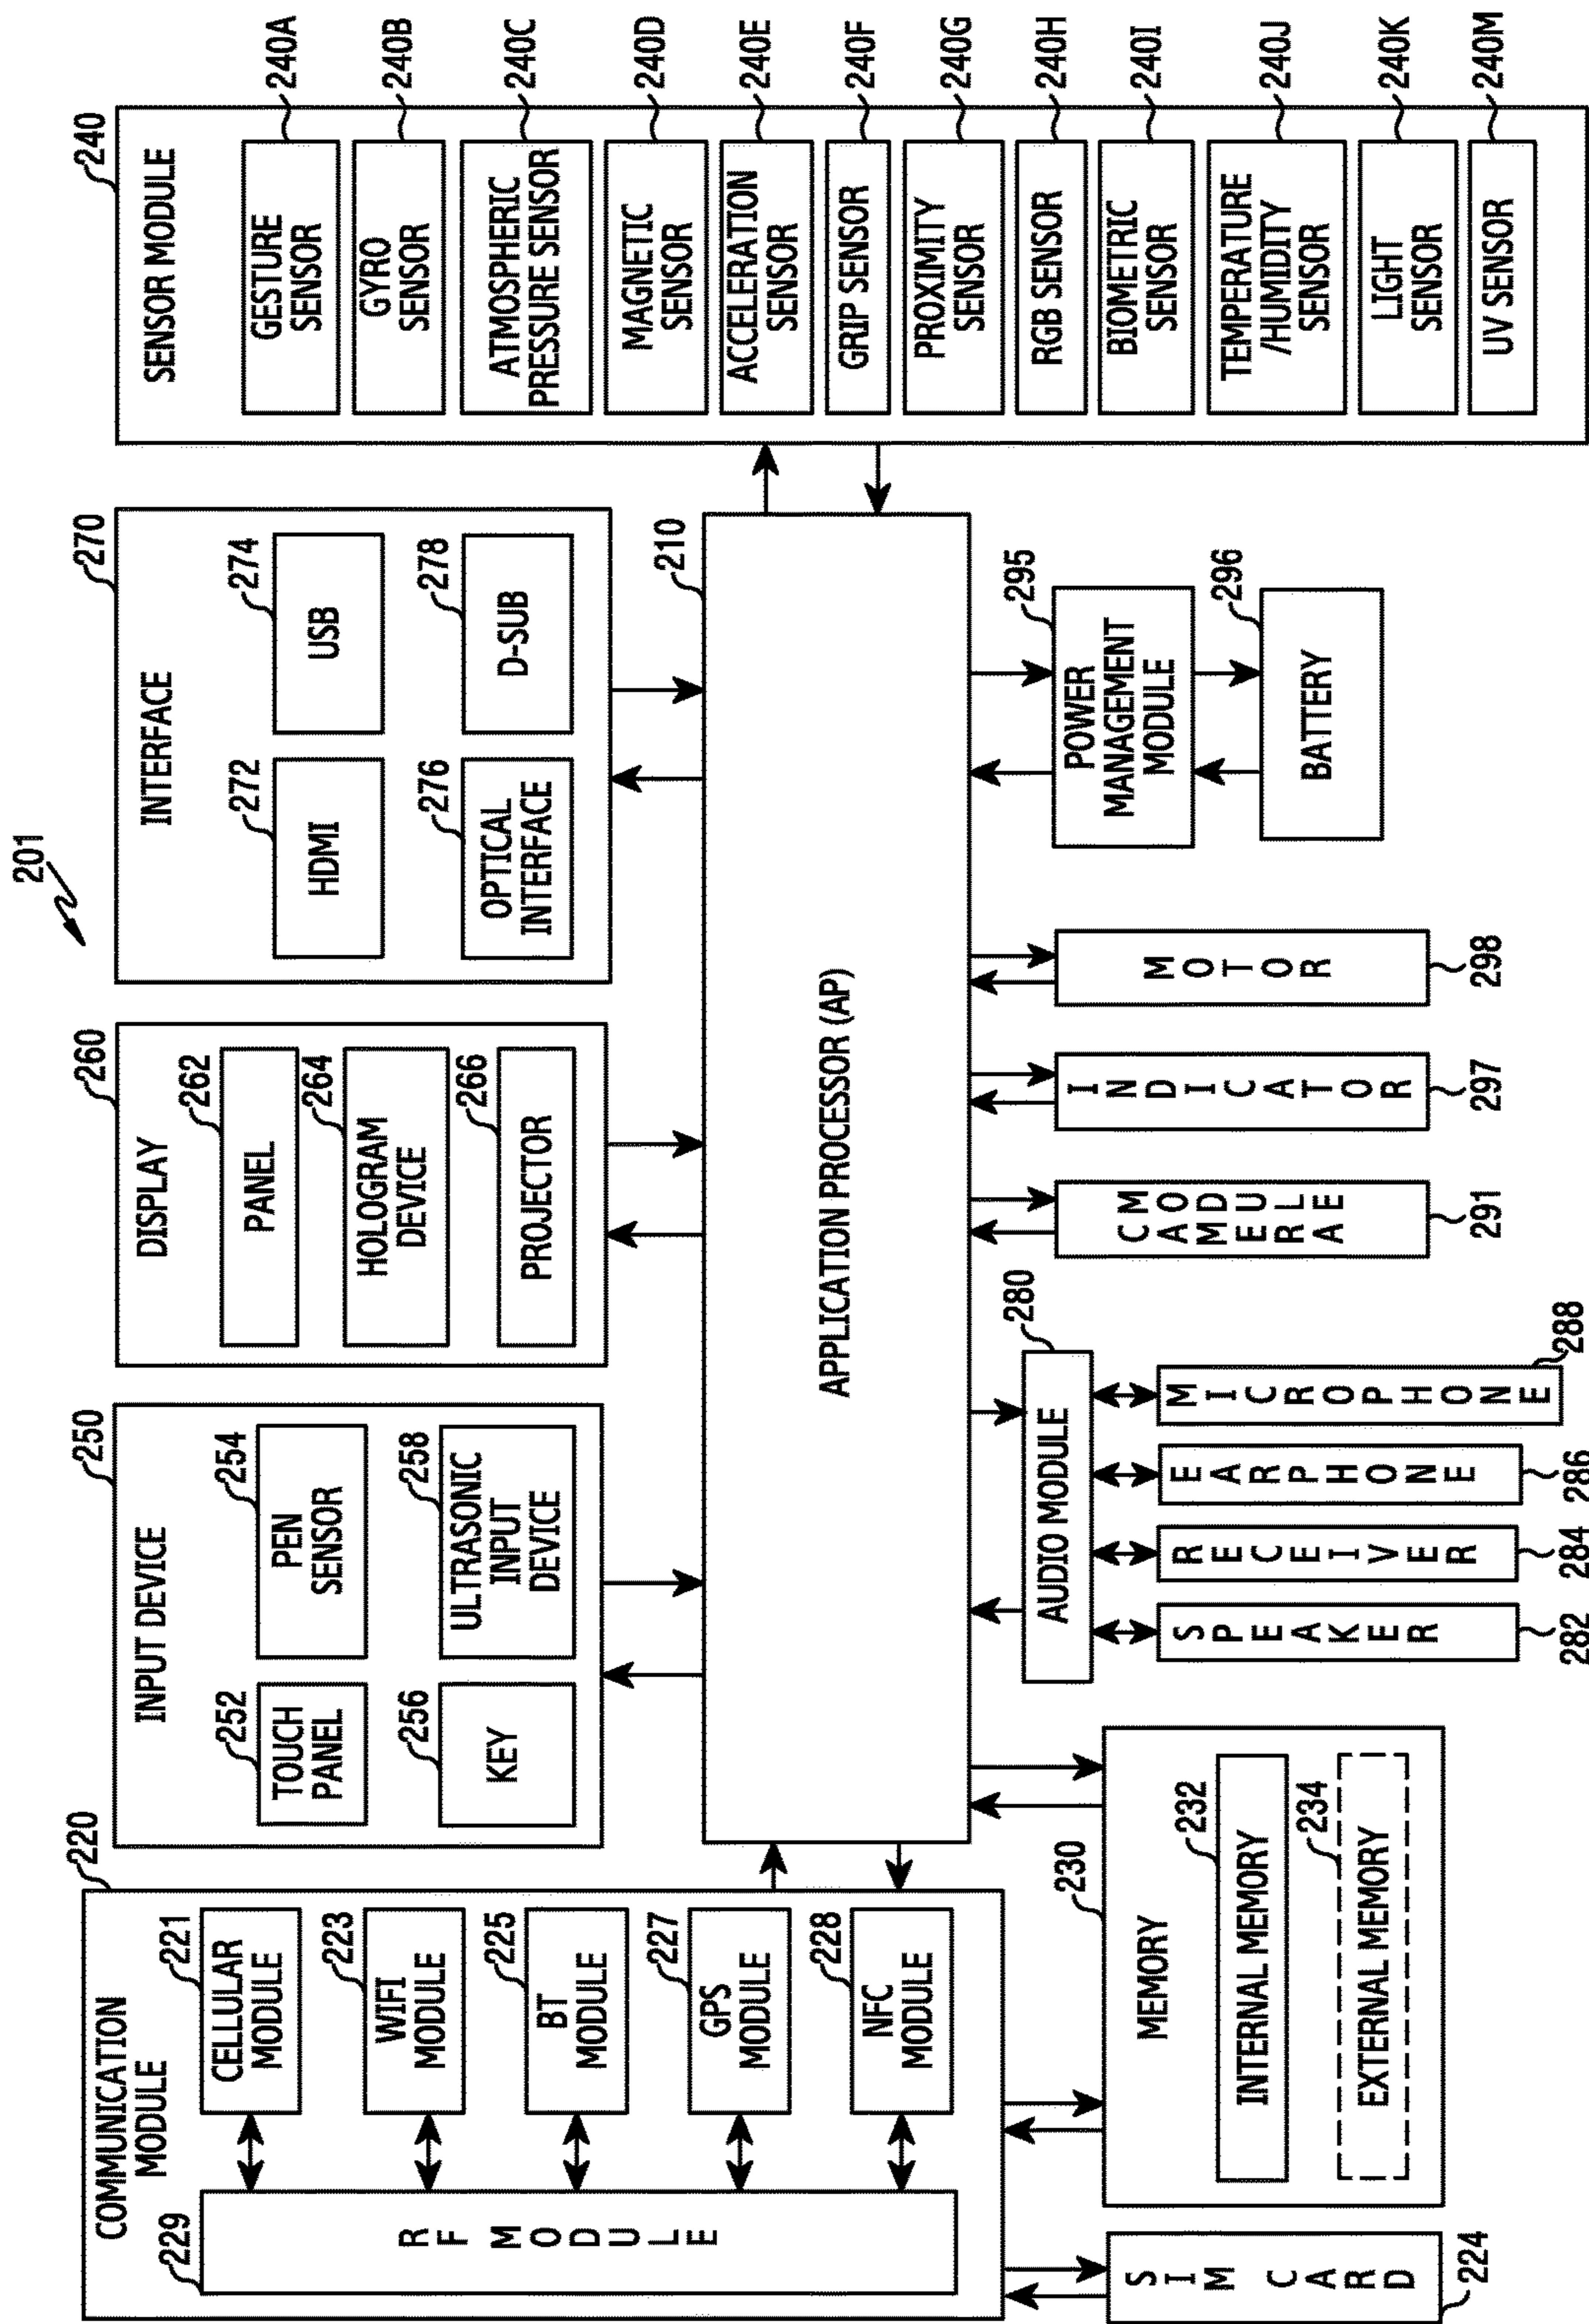 201
220
COMMUNICATION
MODULE
229
RF MODULE
221
CELLULAR
MODULE
223
WIFI
MODULE
225
BT
MODULE
227
GPS
MODULE
228
NFC
MODULE
250
INPUT DEVICE
252
TOUCH
PANEL
254
PEN
SENSOR
256
KEY
258
ULTRASONIC
INPUT
DEVICE
260
DISPLAY
262
PANEL
264
HOLOGRAM
DEVICE
266
PROJECTOR
270
INTERFACE
272
HDMI
274
USB
276
OPTICAL
INTERFACE
278
D-SUB
240
SENSOR MODULE
GESTURE
SENSOR
240A
GYRO
SENSOR
240B
ATMOSPHERIC
PRESSURE SENSOR
240C
MAGNETIC
SENSOR
240D
ACCELERATION
SENSOR
240E
GRIP SENSOR
240F
PROXIMITY
SENSOR
240G
RGB SENSOR
240H
BIOMETRIC
SENSOR
240I
TEMPERATURE
/HUMIDITY
SENSOR
240J
LIGHT
SENSOR
240K
UV SENSOR
240M
210
APPLICATION PROCESSOR (AP)
SIM CARD
224
230
MEMORY
232
INTERNAL MEMORY
234
EXTERNAL MEMORY
280
AUDIO MODULE
SPEAKER
282
RECEIVER
284
EARPHONE
286
MICROPHONE
288
CAMERA
MODULE
291
INDICATOR
297
MOTOR
298
295
POWER
MANAGEMENT
MODULE
296
BATTERY